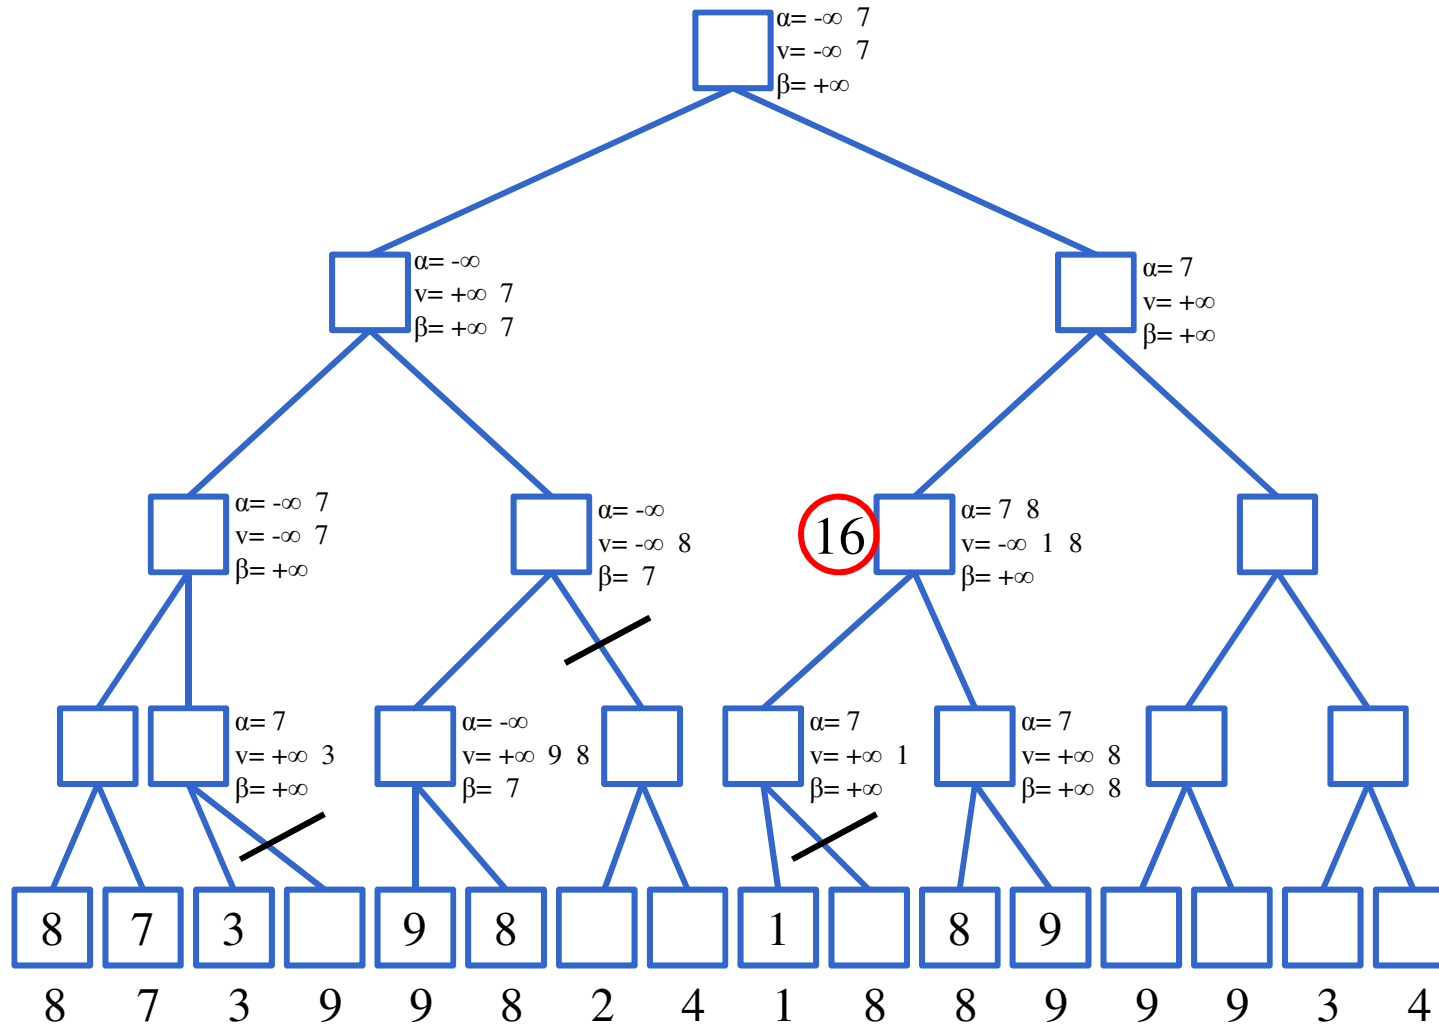 α= -∞ 7
v= -∞ 7
β= +∞
α= -∞
v= +∞ 7
β= +∞ 7
α= 7
v= +∞
β= +∞
α= -∞ 7
v= -∞ 7
β= +∞
α= -∞
v= -∞ 8
β= 7
16
α= 7 8
v= -∞ 1 8
β= +∞
α= 7
v= +∞ 3
β= +∞
α= -∞
v= +∞ 9 8
β= 7
α= 7
v= +∞ 1
β= +∞
α= 7
v= +∞ 8
β= +∞ 8
8 7 3 9 8 1 8 9
8 7 3 9 9 8 2 4 1 8 8 9 9 9 3 4